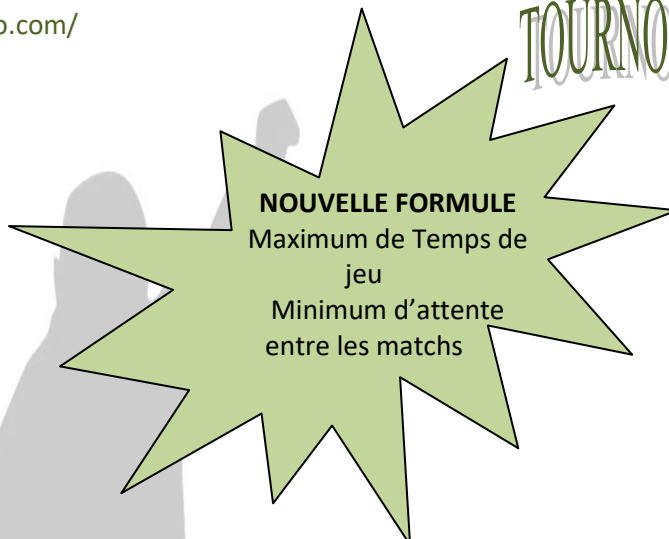 o.com/
TOURNO
NOUVELLE FORMULE
Maximum de Temps de
jeu
Minimum d'attente
entre les matchs